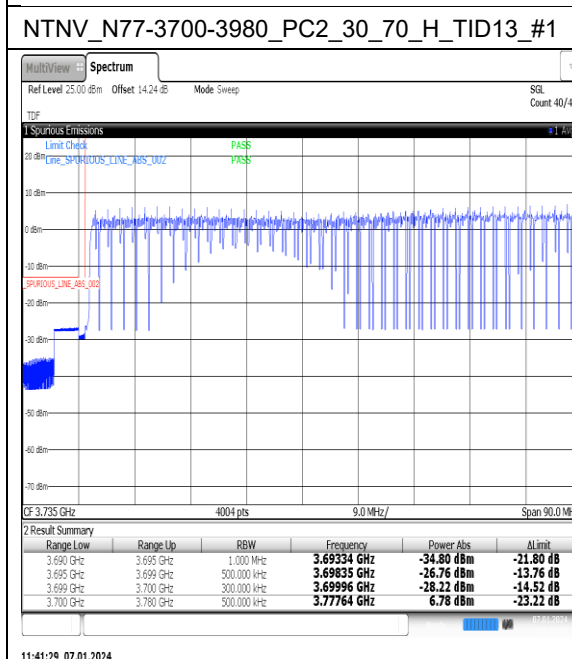 NTNV_N77-3700-3980_PC2_30_70_H_TID13_#1
MultiView Spectrum
Ref Level 25.00 dBm Offset 14.24 dB Mode Sweep SGL
Count 40/4
TDF
1 Spurious Emissions 1 Av
Limit Check PASS
20 dBm Line_SPURIOUS_LINE_ABS_002 PASS
10 dBm
0 dBm
-10 dBm
_SPURIOUS_LINE_ABS_002
-20 dBm
-30 dBm
-50 dBm
-60 dBm
-70 dBm
CF 3.735 GHz 4004 pts 9.0 MHz/ Span 90.0 M
2 Result Summary
Range Low Range Up RBW Frequency Power Abs ΔLimit
3.690 GHz 3.695 GHz 1.000 MHz 3.69334 GHz -34.80 dBm -21.80 dB
3.695 GHz 3.699 GHz 500.000 kHz 3.69835 GHz -26.76 dBm -13.76 dB
3.699 GHz 3.700 GHz 300.000 kHz 3.69996 GHz -28.22 dBm -14.52 dB
3.700 GHz 3.780 GHz 500.000 kHz 3.77764 GHz 6.78 dBm -23.22 dB
07.01.2024
11:41:29 07.01.2024